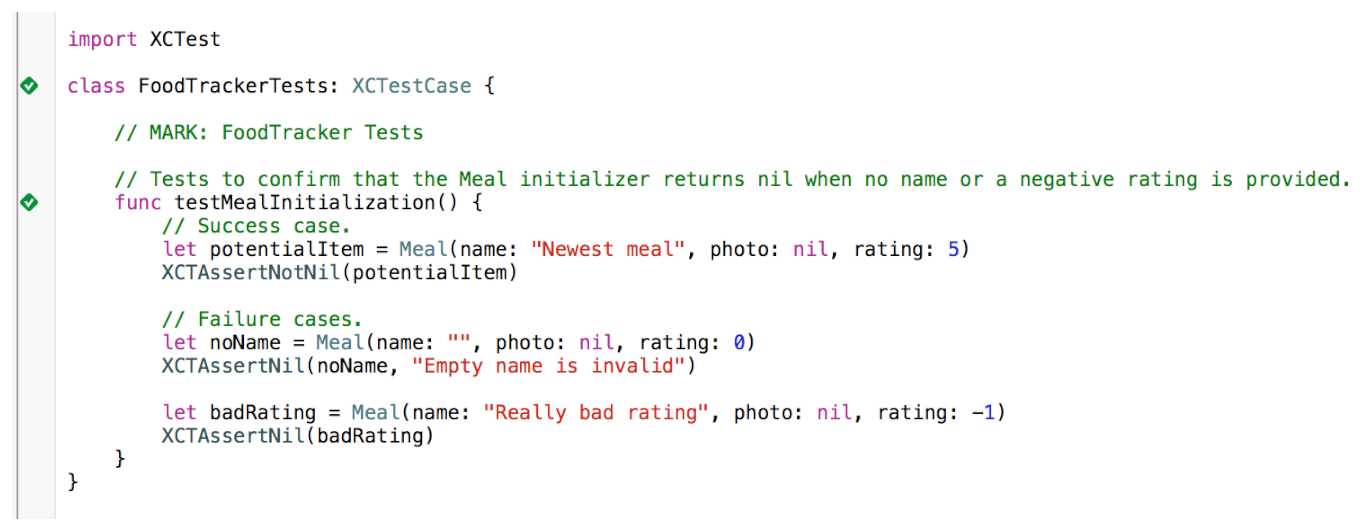 import XCTest
class FoodTrackerTests: XCTestCase {
// MARK: FoodTracker Tests
// Tests to confirm that the Meal initializer returns nil when no name or a negative rating is provided.
func testMealInitialization() {
// Success case.
let potentialItem = Meal(name: "Newest meal", photo: nil, rating: 5)
XCTAssertNotNil(potentialItem)
// Failure cases.
let noName = Meal(name: "", photo: nil, rating: 0)
XCTAssertNil(noName, "Empty name is invalid")
let badRating = Meal(name: "Really bad rating", photo: nil, rating: -1)
XCTAssertNil(badRating)
}
}